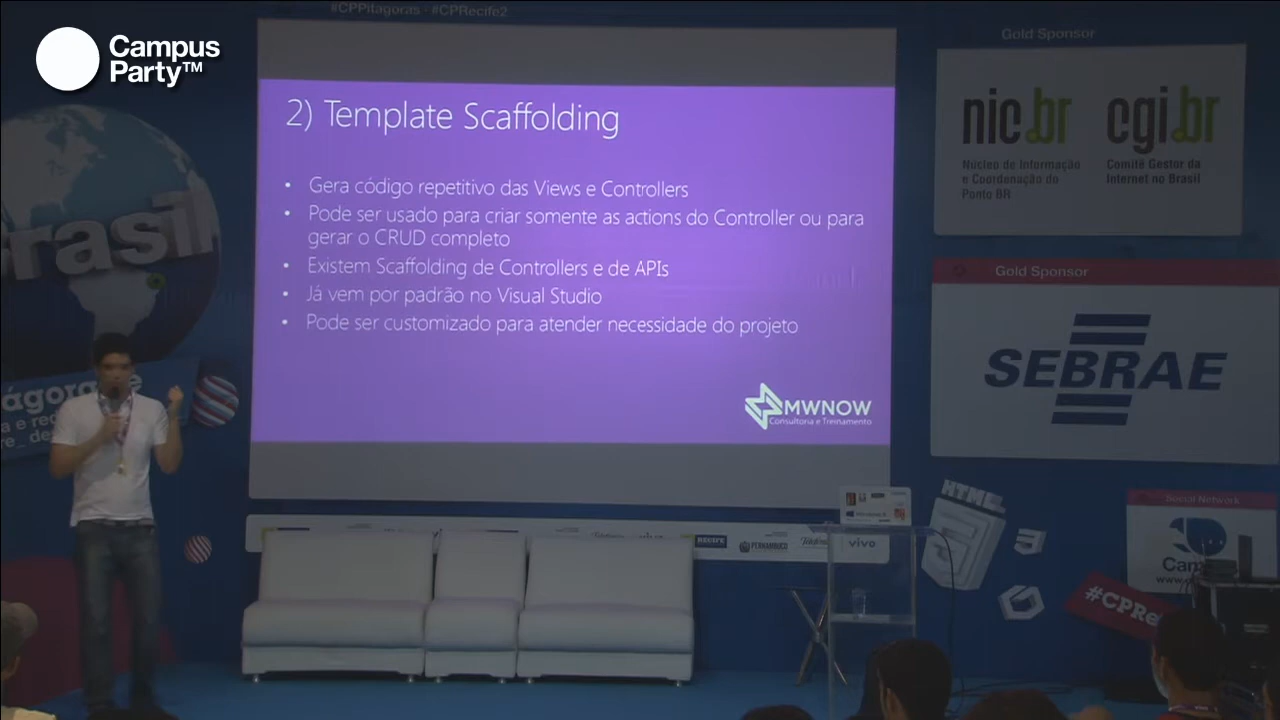 #CPPitagoras - #CPRecife2
Campus
Party™
Gold Sponsor
2) Template Scaffolding
nic.br
cgi.br
Núcleo de Informação
e Coordenação do
Ponto BR
Comitê Gestor da
Internet no Brasil
• Gera código repetitivo das Views e Controllers
• Pode ser usado para criar somente as actions do Controller ou para
gerar o CRUD completo
• Existem Scaffolding de Controllers e de APIs
• Já vem por padrão no Visual Studio
• Pode ser customizado para atender necessidade do projeto
Brasil
Gold Sponsor
SEBRAE
MWNOW
Consultoria e Treinamento
HTML
Social Network
RECIFE
PERNAMBUCO
vivo
#CPRe